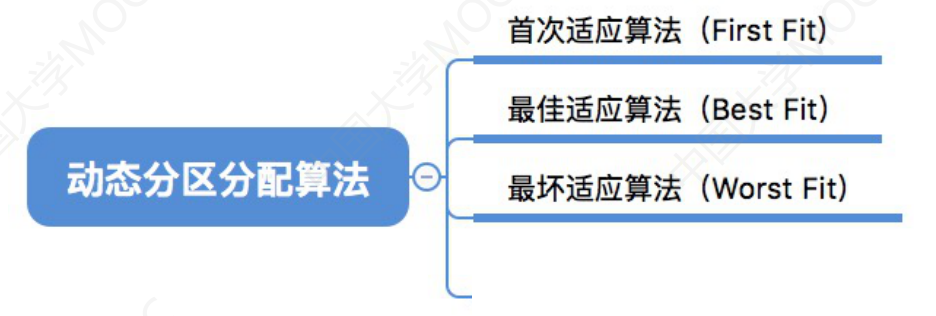 首次适应算法（First Fit）
最佳适应算法（Best Fit）
动态分区分配算法
最坏适应算法（Worst Fit）